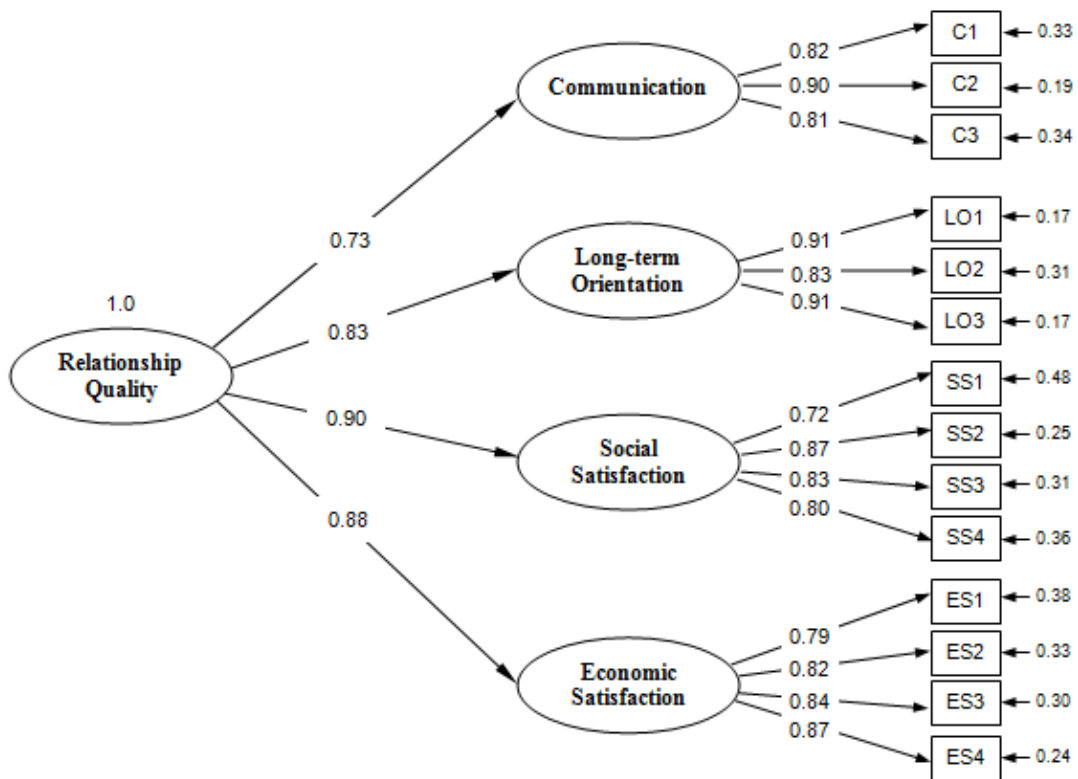 0.82
C1
0.33
Communication
0.90
C2
0.19
0.81
C3
0.34
0.73
0.91
LO1
0.17
Long-term
Orientation
0.83
LO2
0.31
0.91
LO3
0.17
1.0
Relationship
Quality
0.83
0.90
0.72
SS1
0.48
Social
Satisfaction
0.87
SS2
0.25
0.83
SS3
0.31
0.80
SS4
0.36
0.88
0.79
ES1
0.38
Economic
Satisfaction
0.82
ES2
0.33
0.84
ES3
0.30
0.87
ES4
0.24